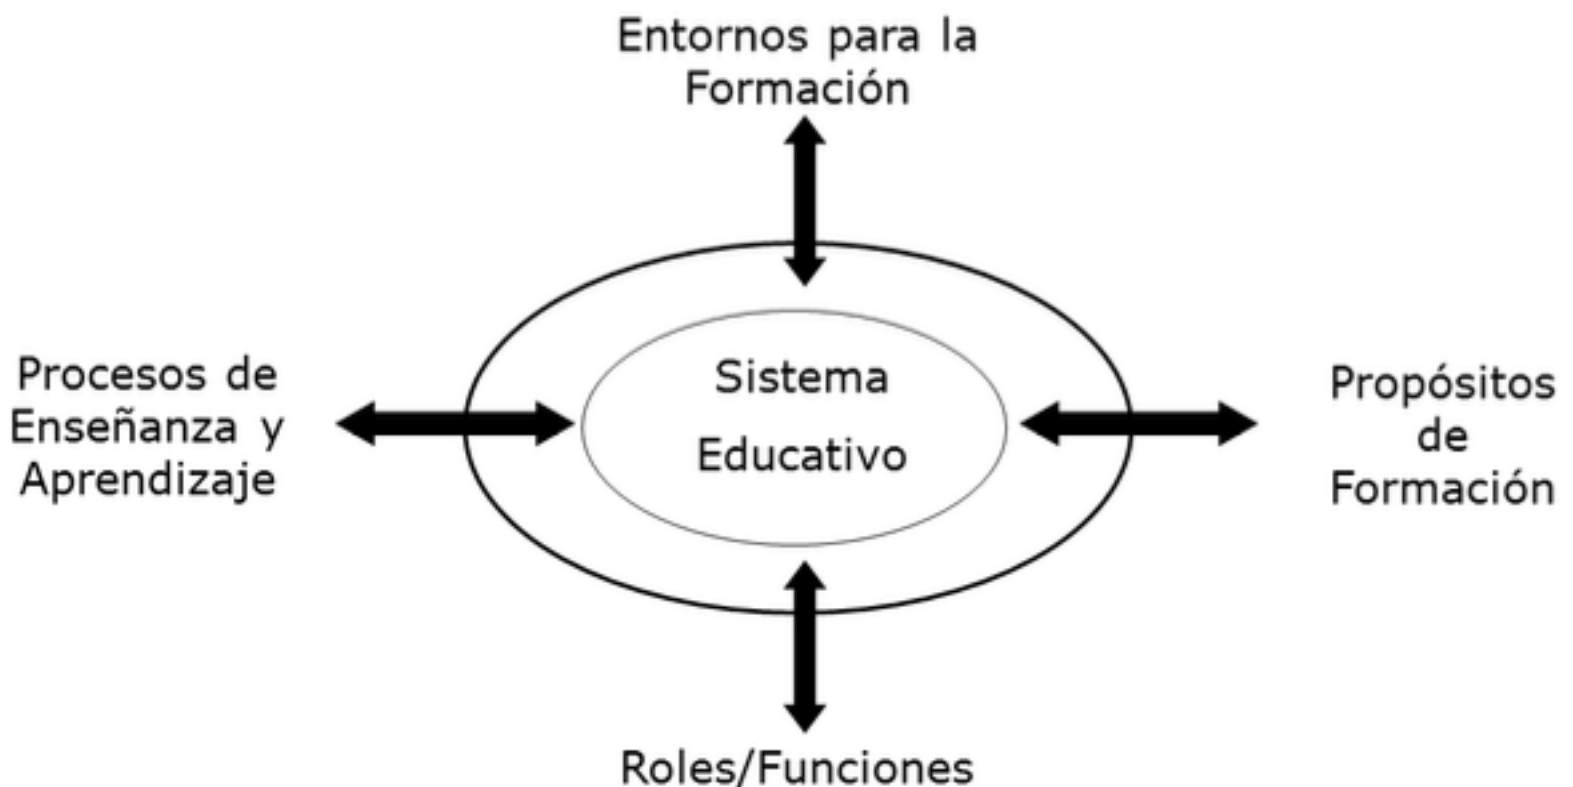 Entornos para la
Formación
Procesos de
Enseñanza y
Aprendizaje
Sistema
Educativo
Propósitos
de
Formación
Roles/Funciones